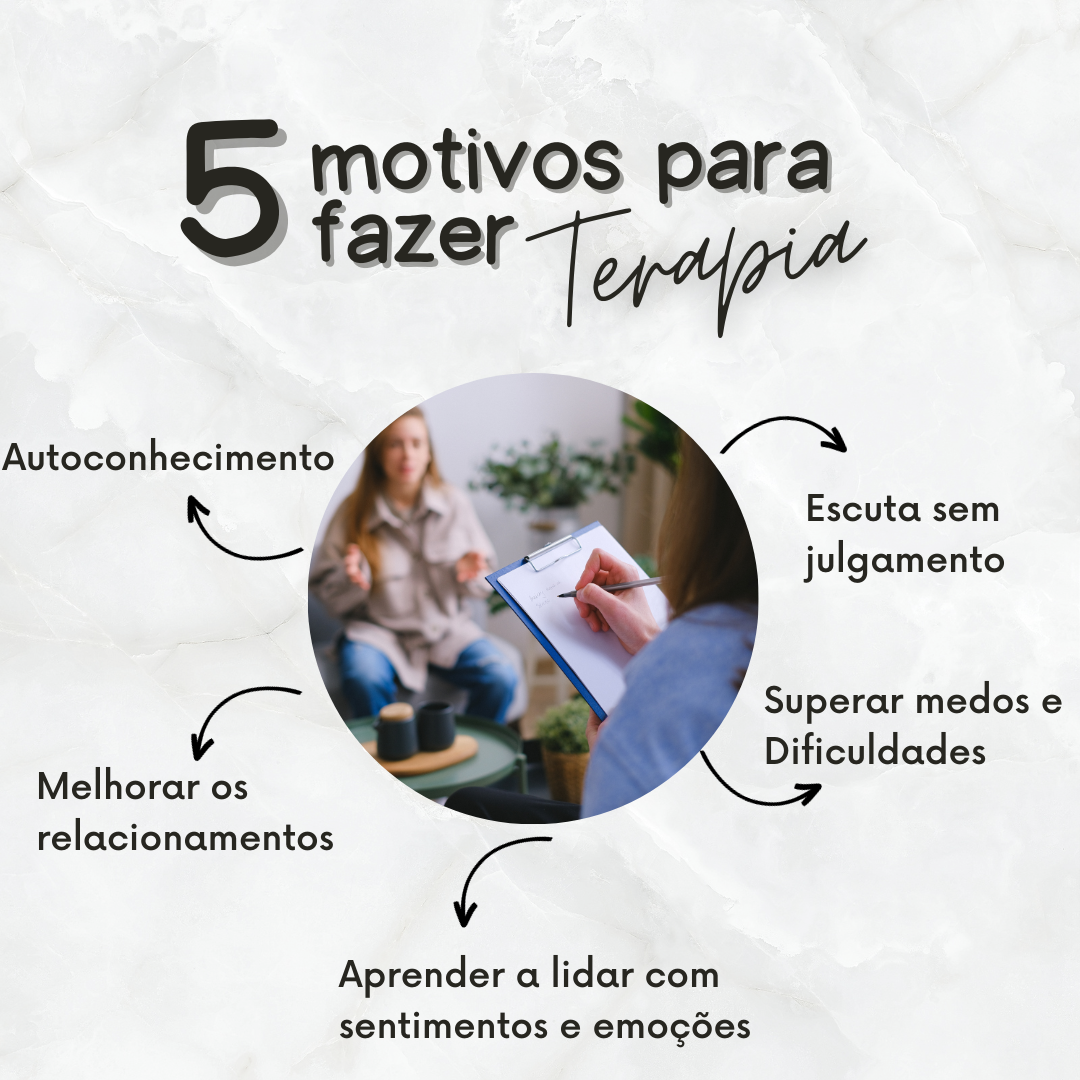 5 motivos para
fazer Terapia
Autoconhecimento
Escuta sem
julgamento
Superar medos e
Dificuldades
Melhorar os
relacionamentos
Aprender a lidar com
sentimentos e emoções